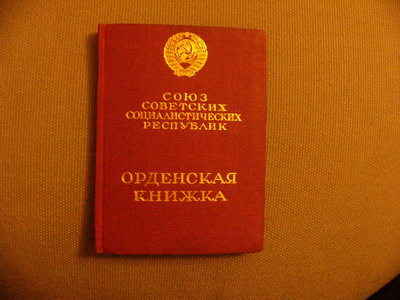 СОЮЗ
СОВЕТСКИХ
СОЦИАЛИСТИЧЕСКИХ
РЕСПУБЛИК
ОРДЕНСКАЯ
КНИЖКА